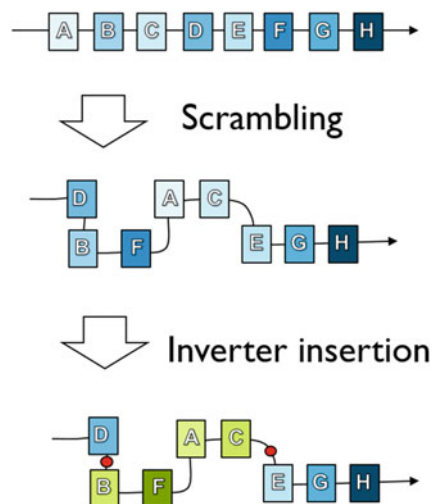 A B C D E F G H
Scrambling
D A C
B F E G H
Inverter insertion
D A C
B F E G H